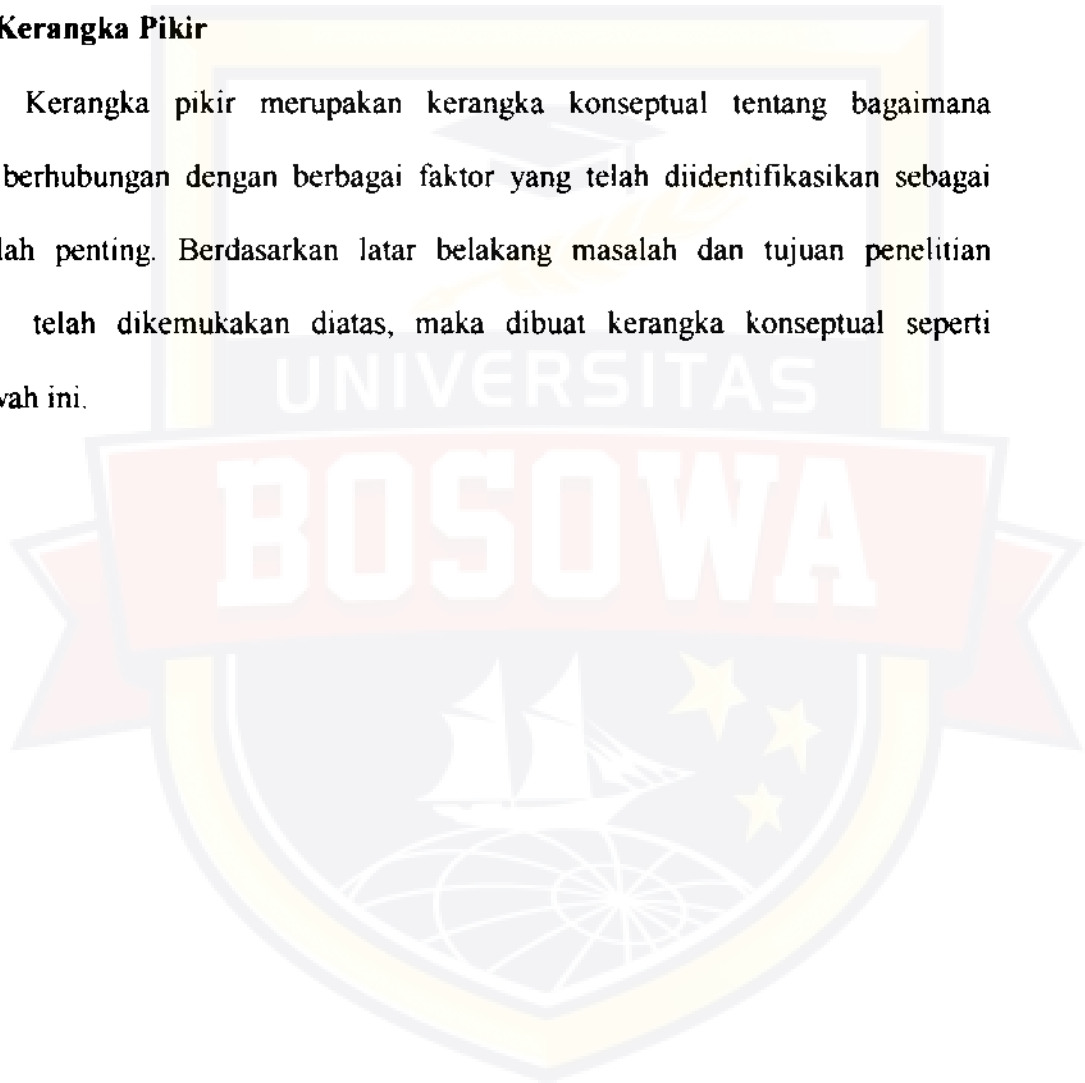 Kerangka Pikir
Kerangka pikir merupakan kerangka konseptual tentang bagaimana
berhubungan dengan berbagai faktor yang telah diidentifikasikan sebagai
lah penting. Berdasarkan latar belakang masalah dan tujuan penelitian
telah dikemukakan diatas, maka dibuat kerangka konseptual seperti
vah ini.
UNIVERSITAS
BOSOWA